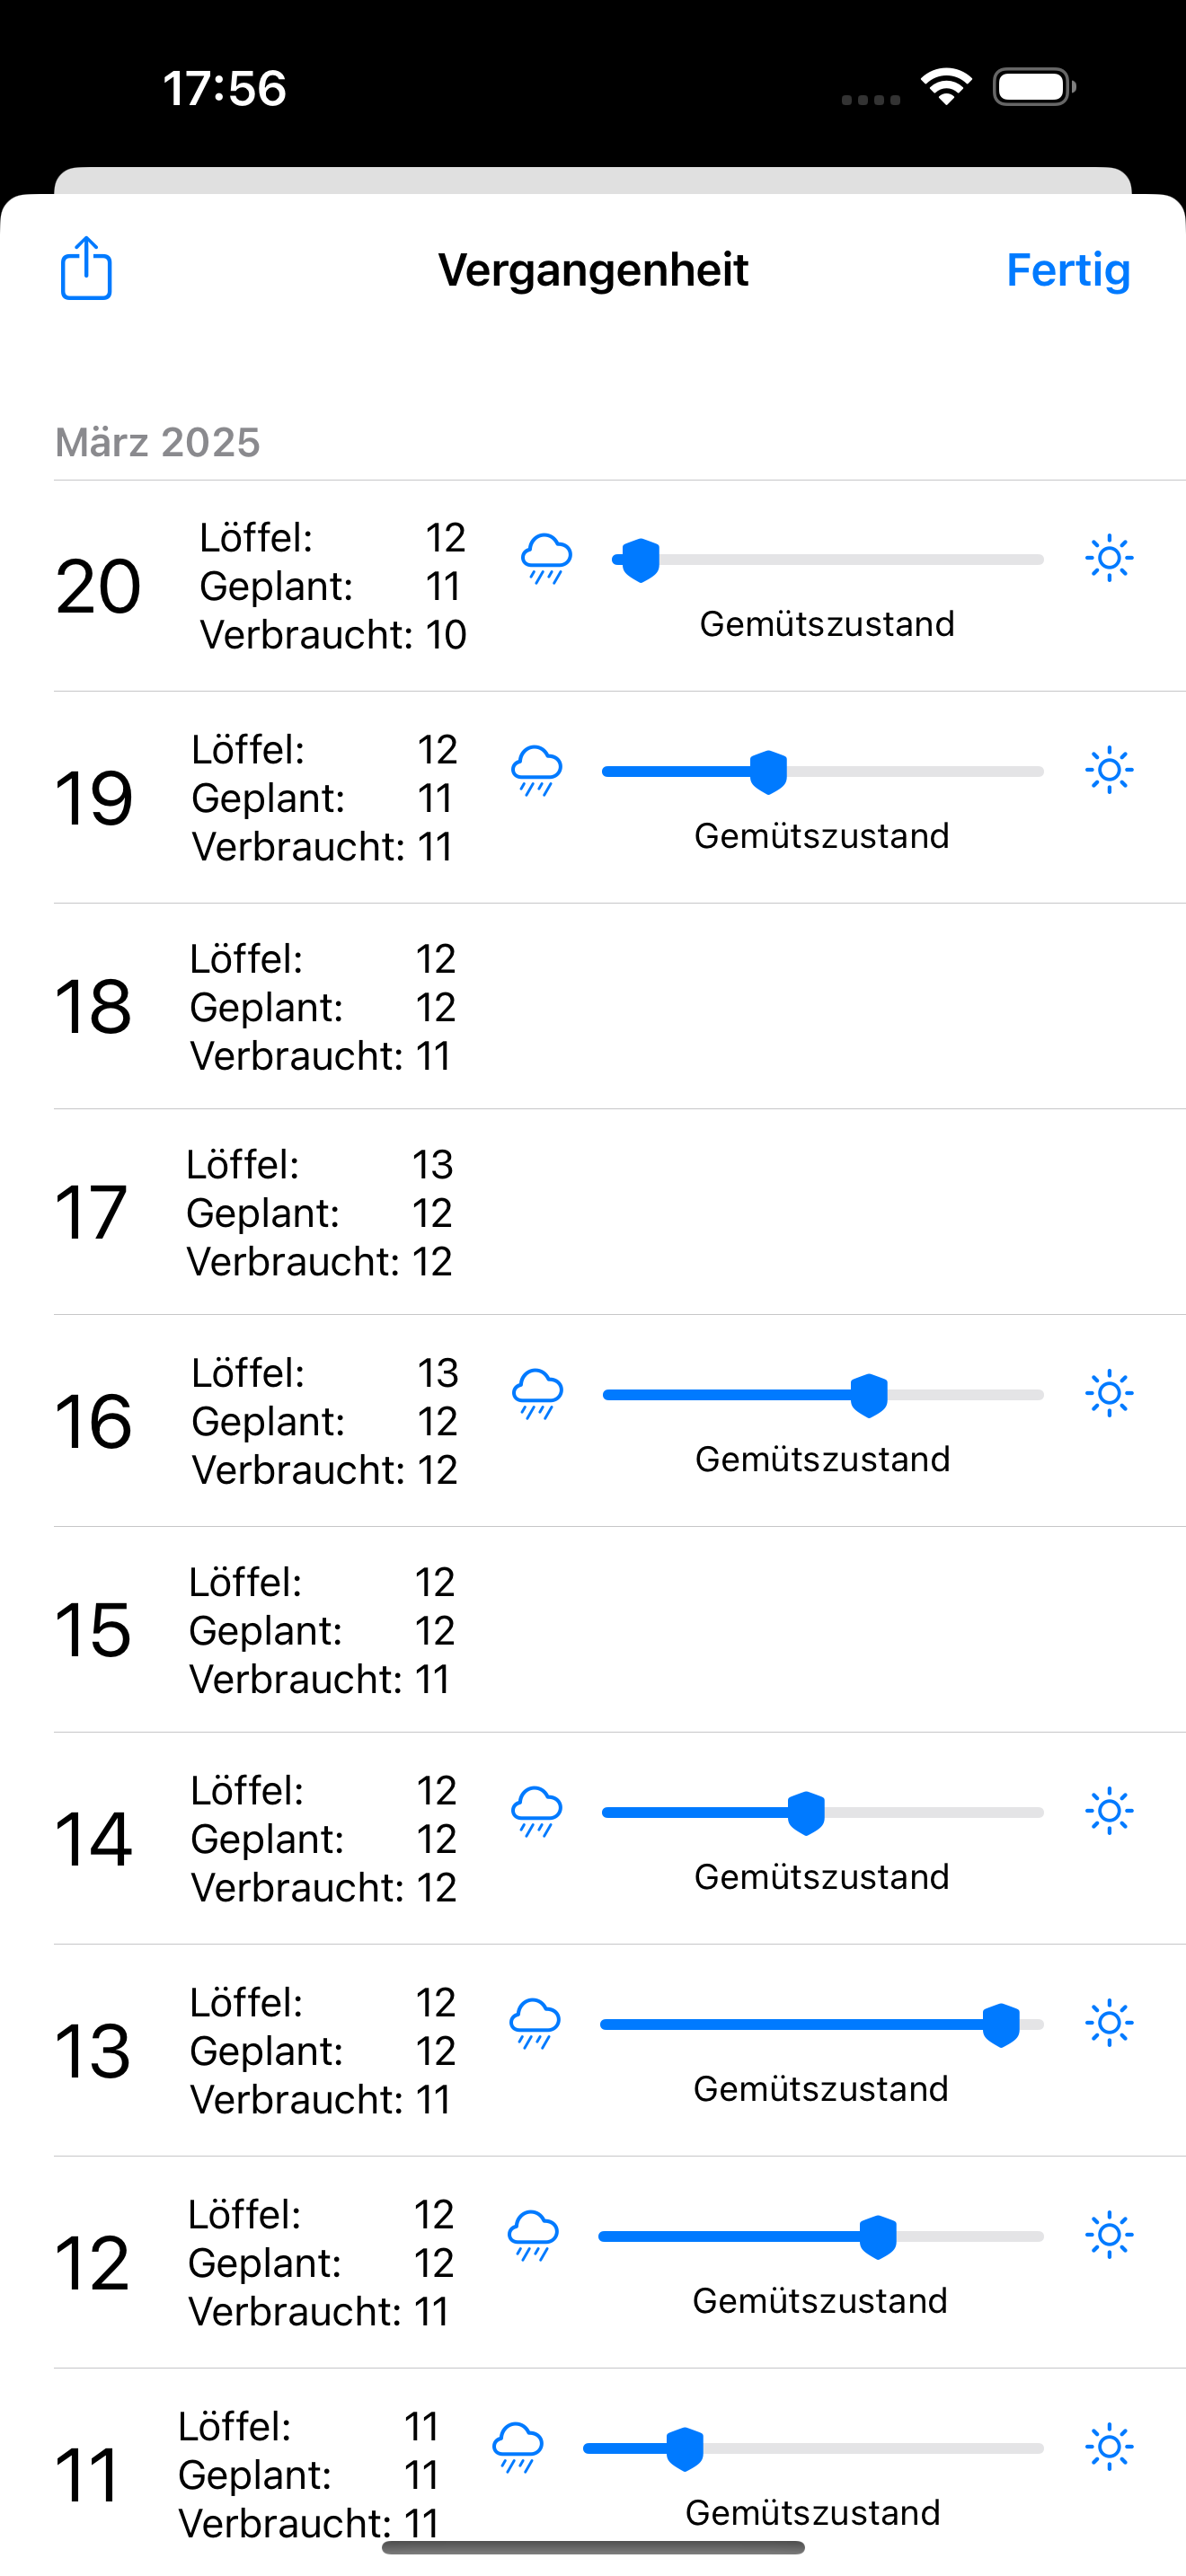 17:56
Vergangenheit
Fertig
März 2025
20
Löffel: 12
Geplant: 11
Verbraucht: 10
Gemütszustand
19
Löffel: 12
Geplant: 11
Verbraucht: 11
Gemütszustand
18
Löffel: 12
Geplant: 12
Verbraucht: 11
17
Löffel: 13
Geplant: 12
Verbraucht: 12
16
Löffel: 13
Geplant: 12
Verbraucht: 12
Gemütszustand
15
Löffel: 12
Geplant: 12
Verbraucht: 11
14
Löffel: 12
Geplant: 12
Verbraucht: 12
Gemütszustand
13
Löffel: 12
Geplant: 12
Verbraucht: 11
Gemütszustand
12
Löffel: 12
Geplant: 12
Verbraucht: 11
Gemütszustand
11
Löffel: 11
Geplant: 11
Verbraucht: 11
Gemütszustand